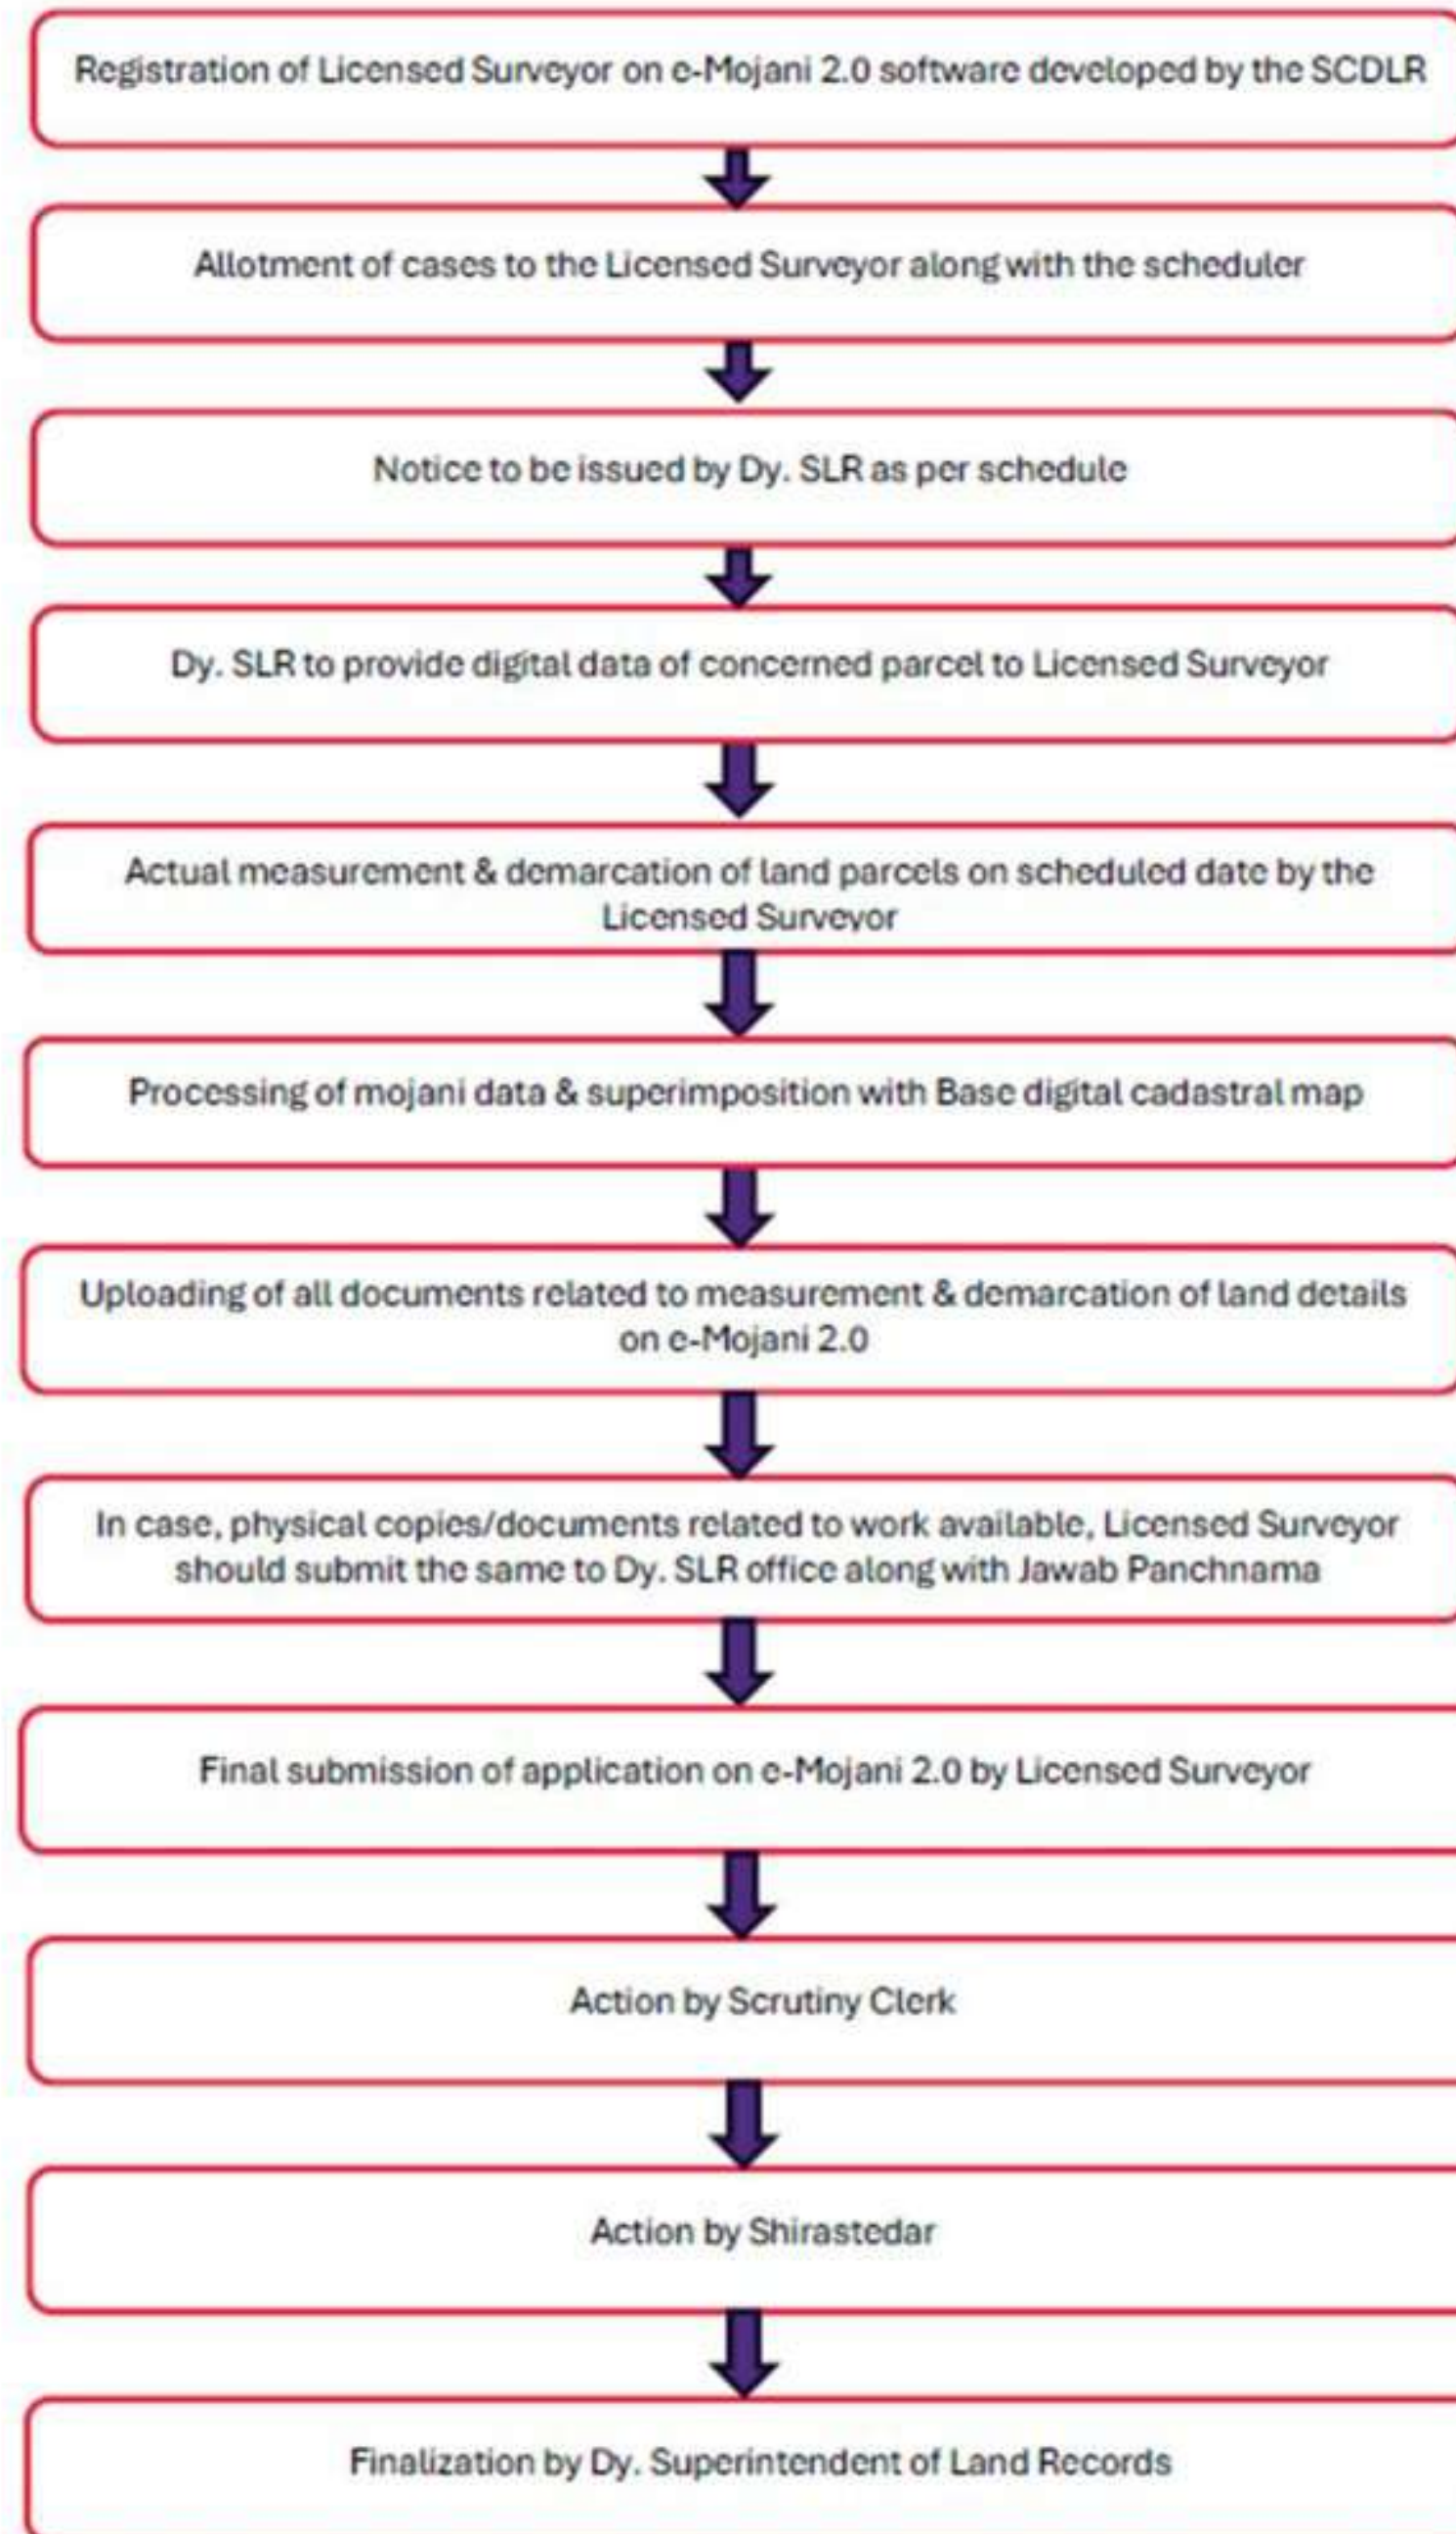 Registration of Licensed Surveyor on e-Mojani 2.0 software developed by the SCDLR
Allotment of cases to the Licensed Surveyor along with the scheduler
Notice to be issued by Dy. SLR as per schedule
Dy. SLR to provide digital data of concerned parcel to Licensed Surveyor
Actual measurement & demarcation of land parcels on scheduled date by the
Licensed Surveyor
Processing of mojani data & superimposition with Base digital cadastral map
Uploading of all documents related to measurement & demarcation of land details
on e-Mojani 2.0
In case, physical copies/documents related to work available, Licensed Surveyor
should submit the same to Dy. SLR office along with Jawab Panchnama
Final submission of application on e-Mojani 2.0 by Licensed Surveyor
Action by Scrutiny Clerk
Action by Shirastedar
Finalization by Dy. Superintendent of Land Records